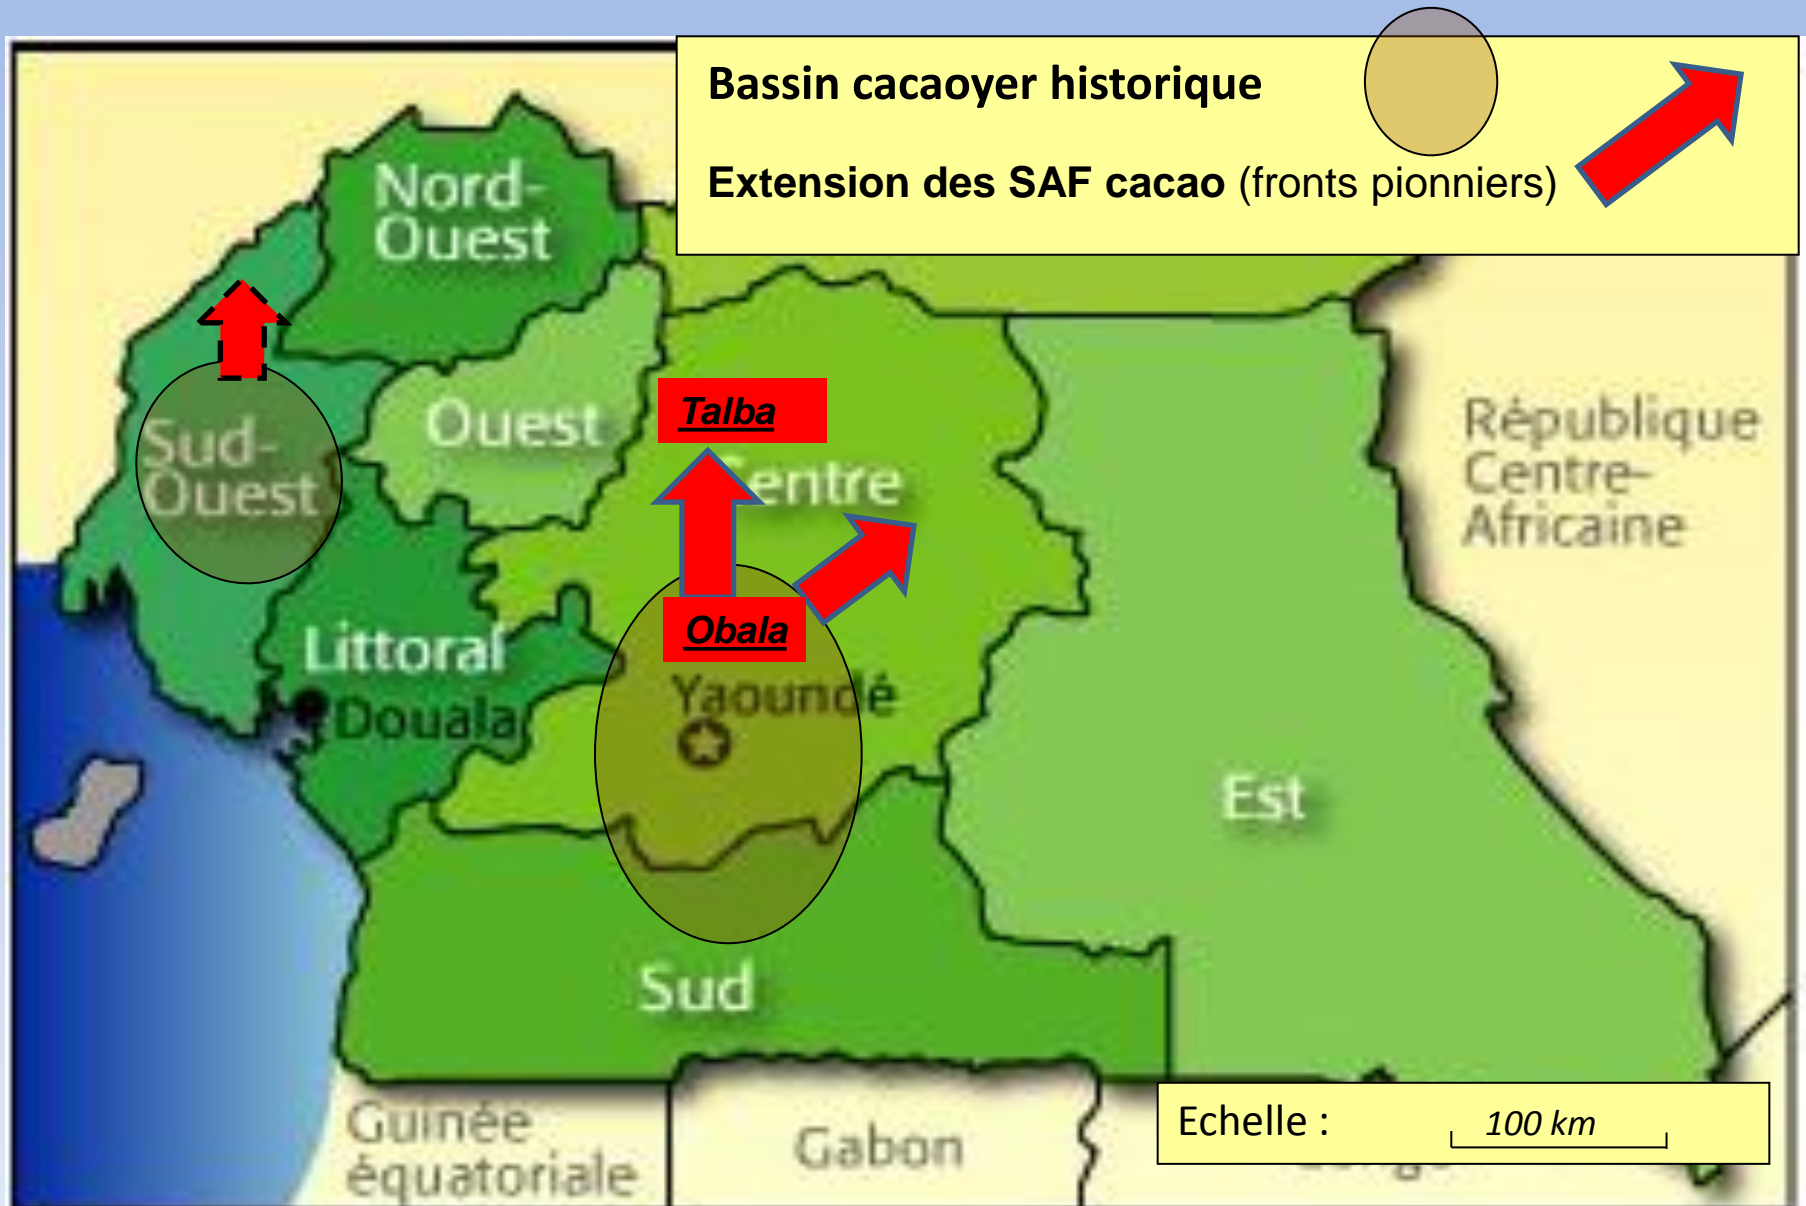 Bassin cacaoyer historique
Extension des SAF cacao (fronts pionniers)
Nord-
Ouest
Talba
Ouest
Sud-
Ouest
Centre
République
Centre-
Africaine
Obala
Littoral
Yaoundé
Douala
Est
Sud
Guinée
équatoriale
Gabon
Echelle : 100 km